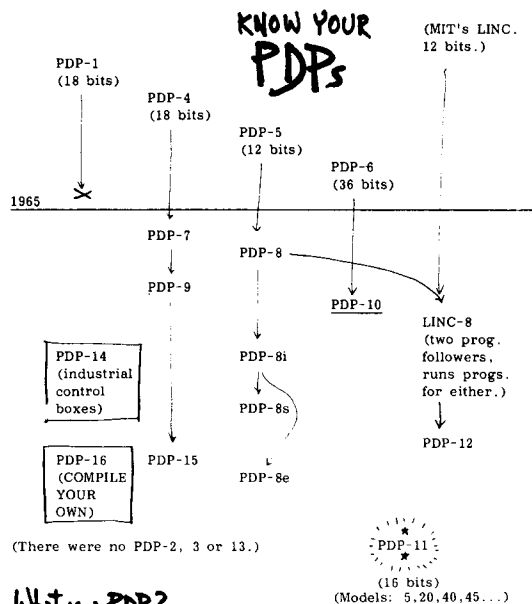 KNOW YOUR
PDPs
(MIT's LINC.
12 bits.)
PDP-1
(18 bits)
PDP-4
(18 bits)
PDP-5
(12 bits)
PDP-6
(36 bits)
1965
PDP-7
PDP-8
PDP-9
PDP-10
LINC-8
(two prog.
followers,
runs progs.
for either.)
PDP-14
(industrial
control
boxes)
PDP-8i
PDP-8s
PDP-12
PDP-16
(COMPILE
YOUR
OWN)
PDP-15
PDP-8e
(There were no PDP-2, 3 or 13.)
PDP-11
(16 bits)
(Models: 5,20,40,45...)
PDP?